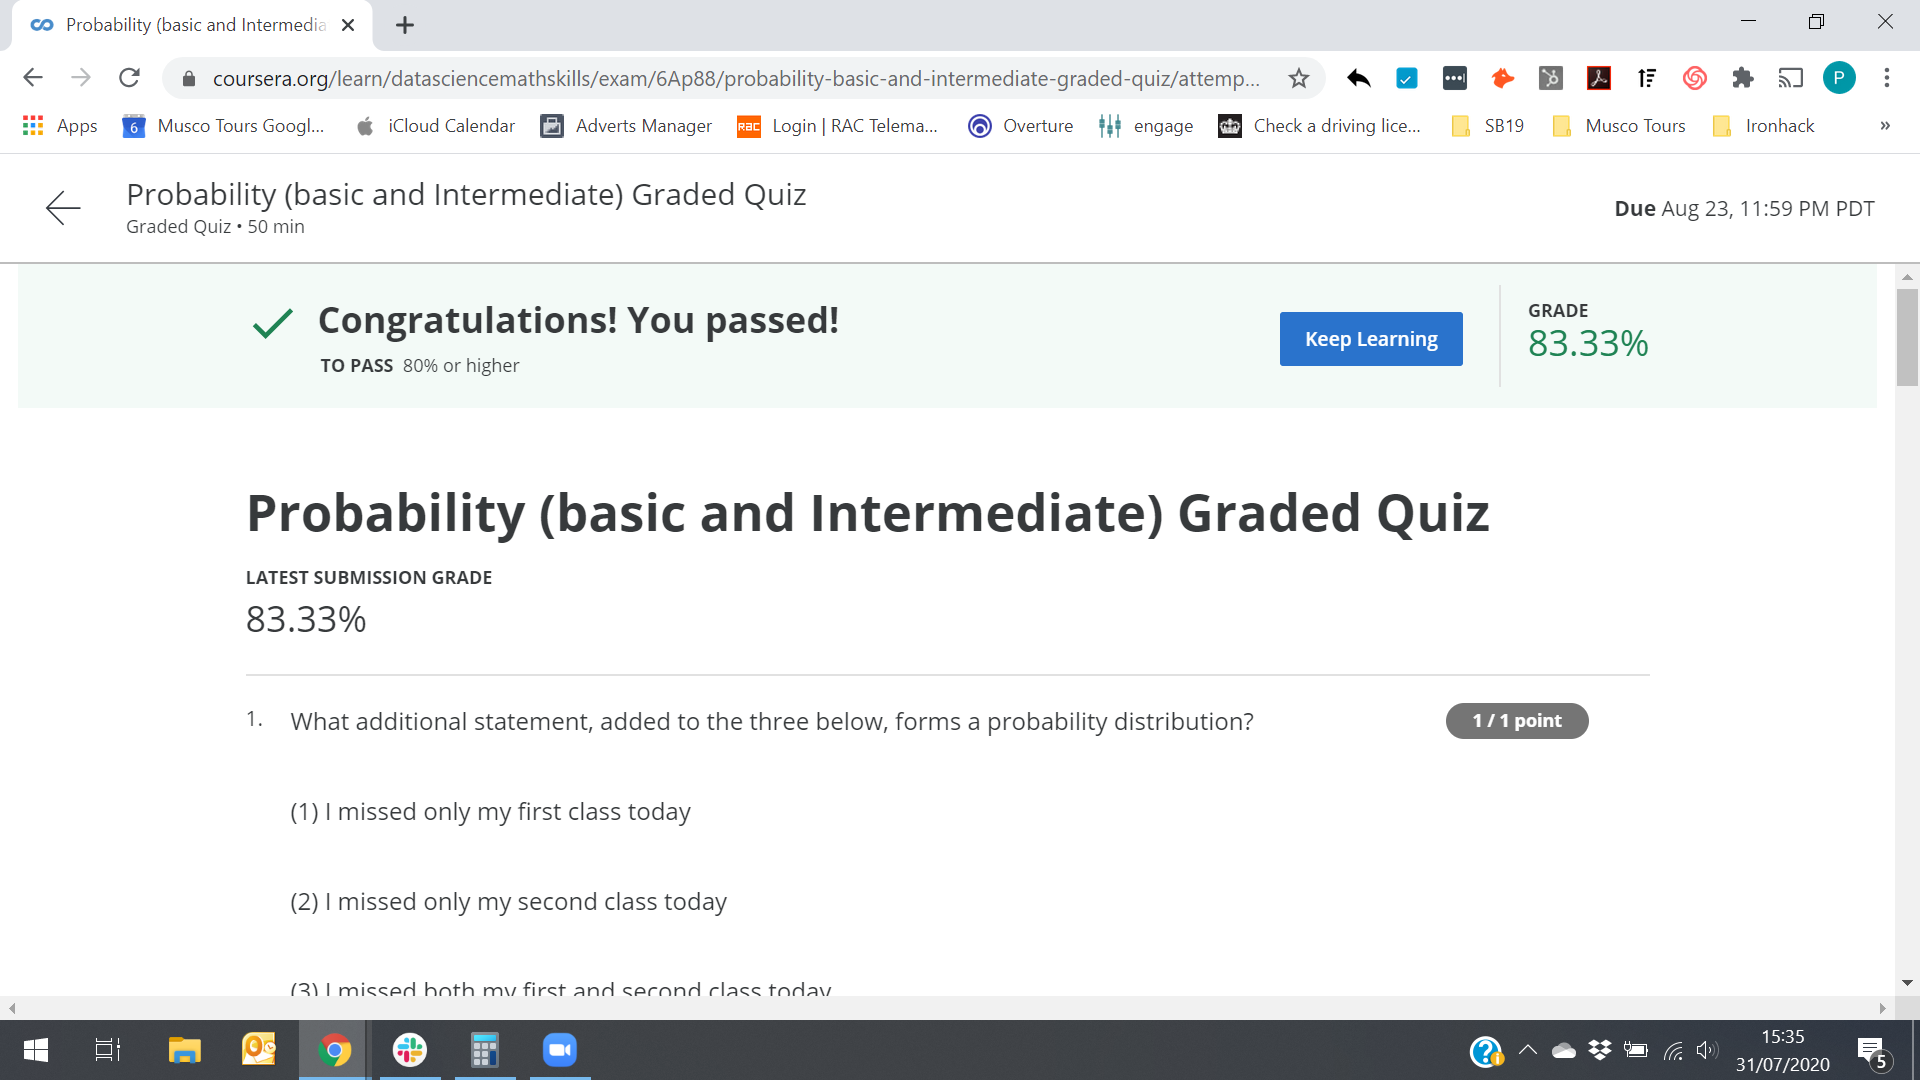 Probability (basic and Intermedia
coursera.org/learn/datasciencemathskills/exam/6Ap88/probability-basic-and-intermediate-graded-quiz/attemp...
P
Apps
6
Musco Tours Googl...
iCloud Calendar
Adverts Manager
RAC
Login | RAC Telema...
Overture
engage
Check a driving lice...
SB19
Musco Tours
Ironhack
»
Probability (basic and Intermediate) Graded Quiz
Graded Quiz • 50 min
Due Aug 23, 11:59 PM PDT
Congratulations! You passed!
TO PASS 80% or higher
Keep Learning
GRADE
83.33%
Probability (basic and Intermediate) Graded Quiz
LATEST SUBMISSION GRADE
83.33%
1. What additional statement, added to the three below, forms a probability distribution?
1 / 1 point
(1) I missed only my first class today
(2) I missed only my second class today
(3) I missed both my first and second class today
15:35
31/07/2020
5